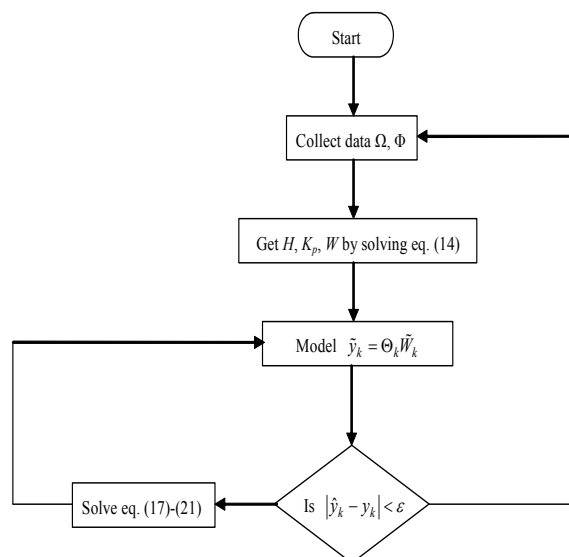 Start
Collect data Ω, Φ
Get H, Kₚ, W by solving eq. (14)
Model ỹₖ = ΘₖW̃ₖ
Solve eq. (17)-(21)
Is |ŷₖ − yₖ| < ε